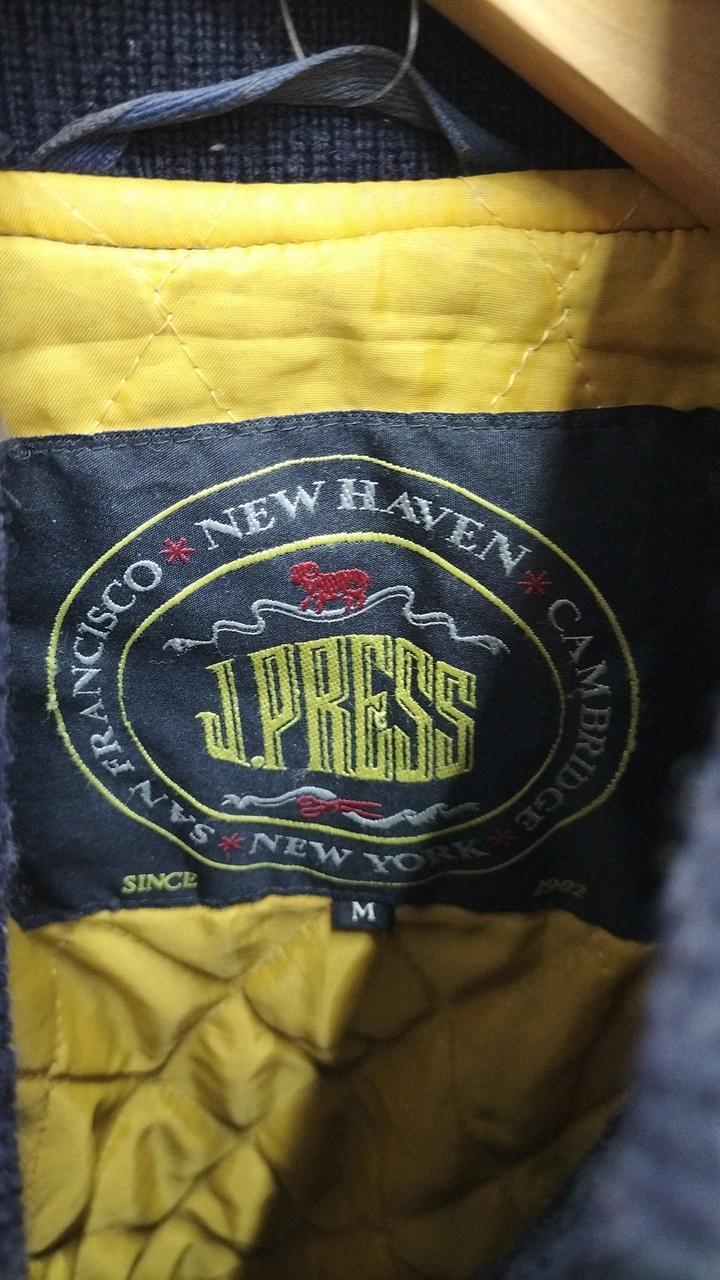 NEW HAVEN * CAMBRIDGE * NEW YORK * SAN FRANCISCO *
J.PRESS
SINCE 1902
M